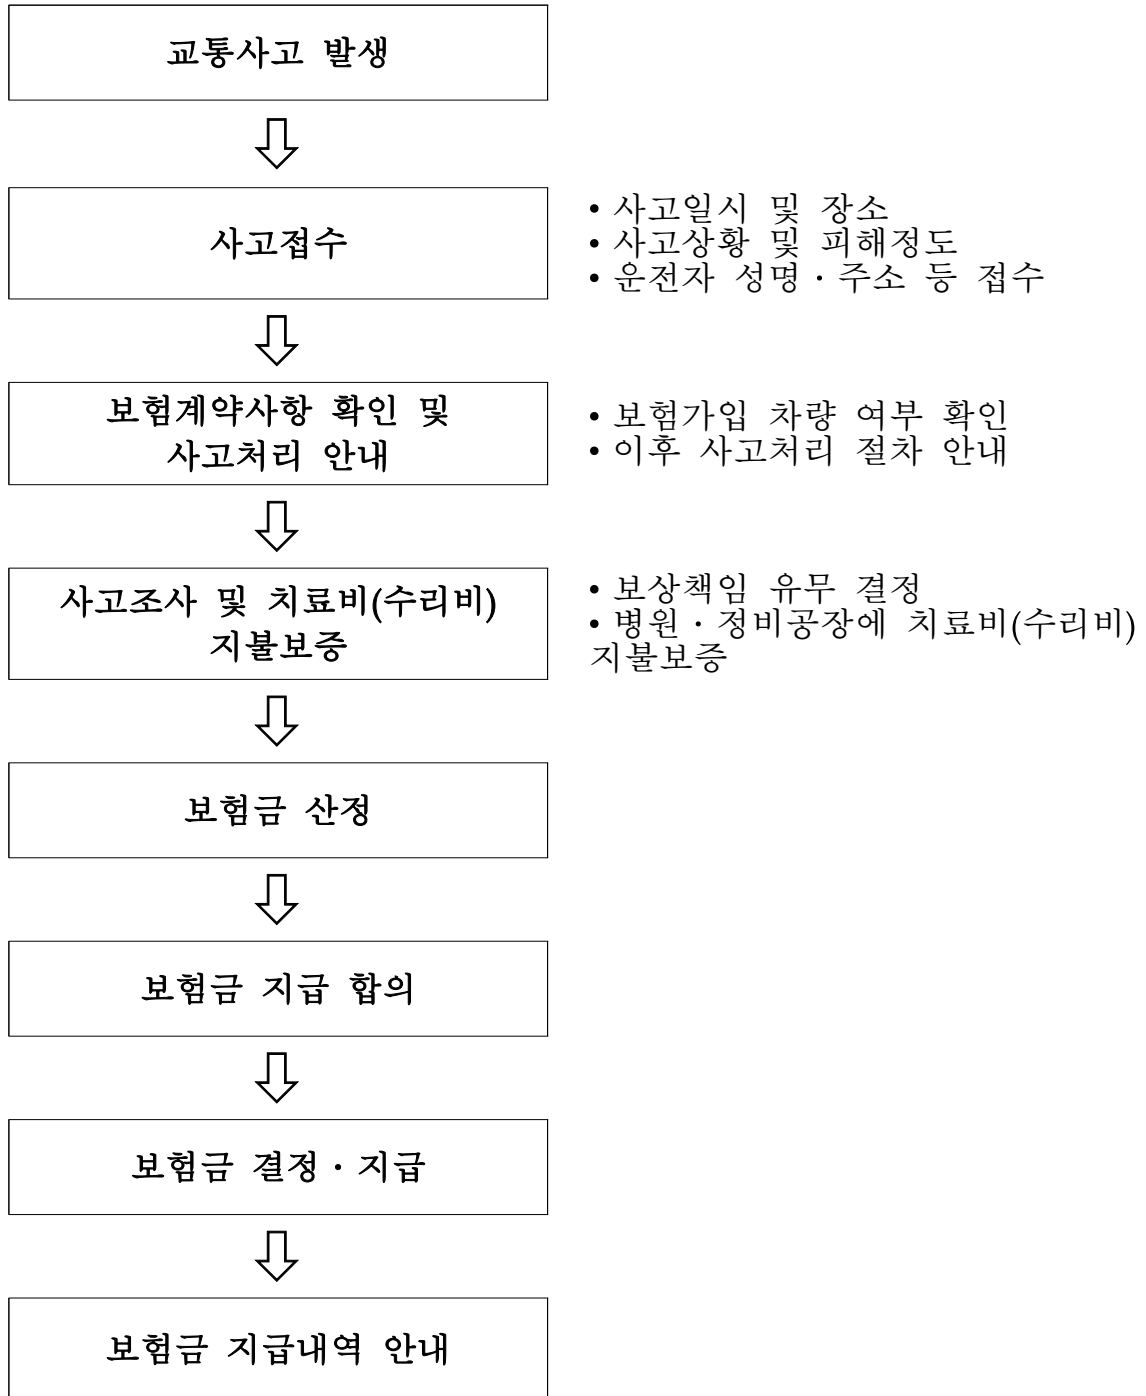 교통사고 발생
사고접수
• 사고일시 및 장소
• 사고상황 및 피해정도
• 운전자 성명 · 주소 등 접수
보험계약사항 확인 및
사고처리 안내
• 보험가입 차량 여부 확인
• 이후 사고처리 절차 안내
사고조사 및 치료비(수리비)
지불보증
• 보상책임 유무 결정
• 병원 · 정비공장에 치료비(수리비)
지불보증
보험금 산정
보험금 지급 합의
보험금 결정 · 지급
보험금 지급내역 안내